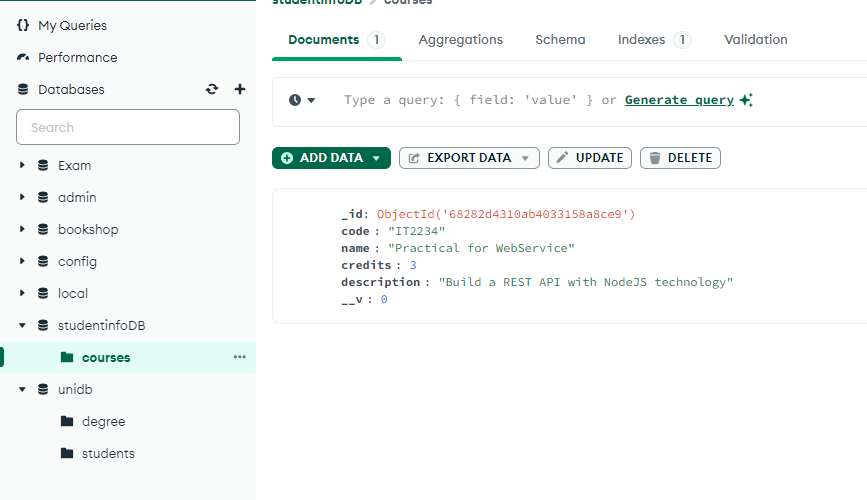 studentinfoDB > courses
My Queries
Performance
Databases
Search
Exam
admin
bookshop
config
local
studentinfoDB
courses
unidb
degree
students
Documents 1 Aggregations Schema Indexes 1 Validation
Type a query: { field: 'value' } or Generate query
ADD DATA EXPORT DATA UPDATE DELETE
_id: ObjectId('68282d4310ab4033158a8ce9')
code : "IT2234"
name : "Practical for WebService"
credits : 3
description : "Build a REST API with NodeJS technology"
__v : 0